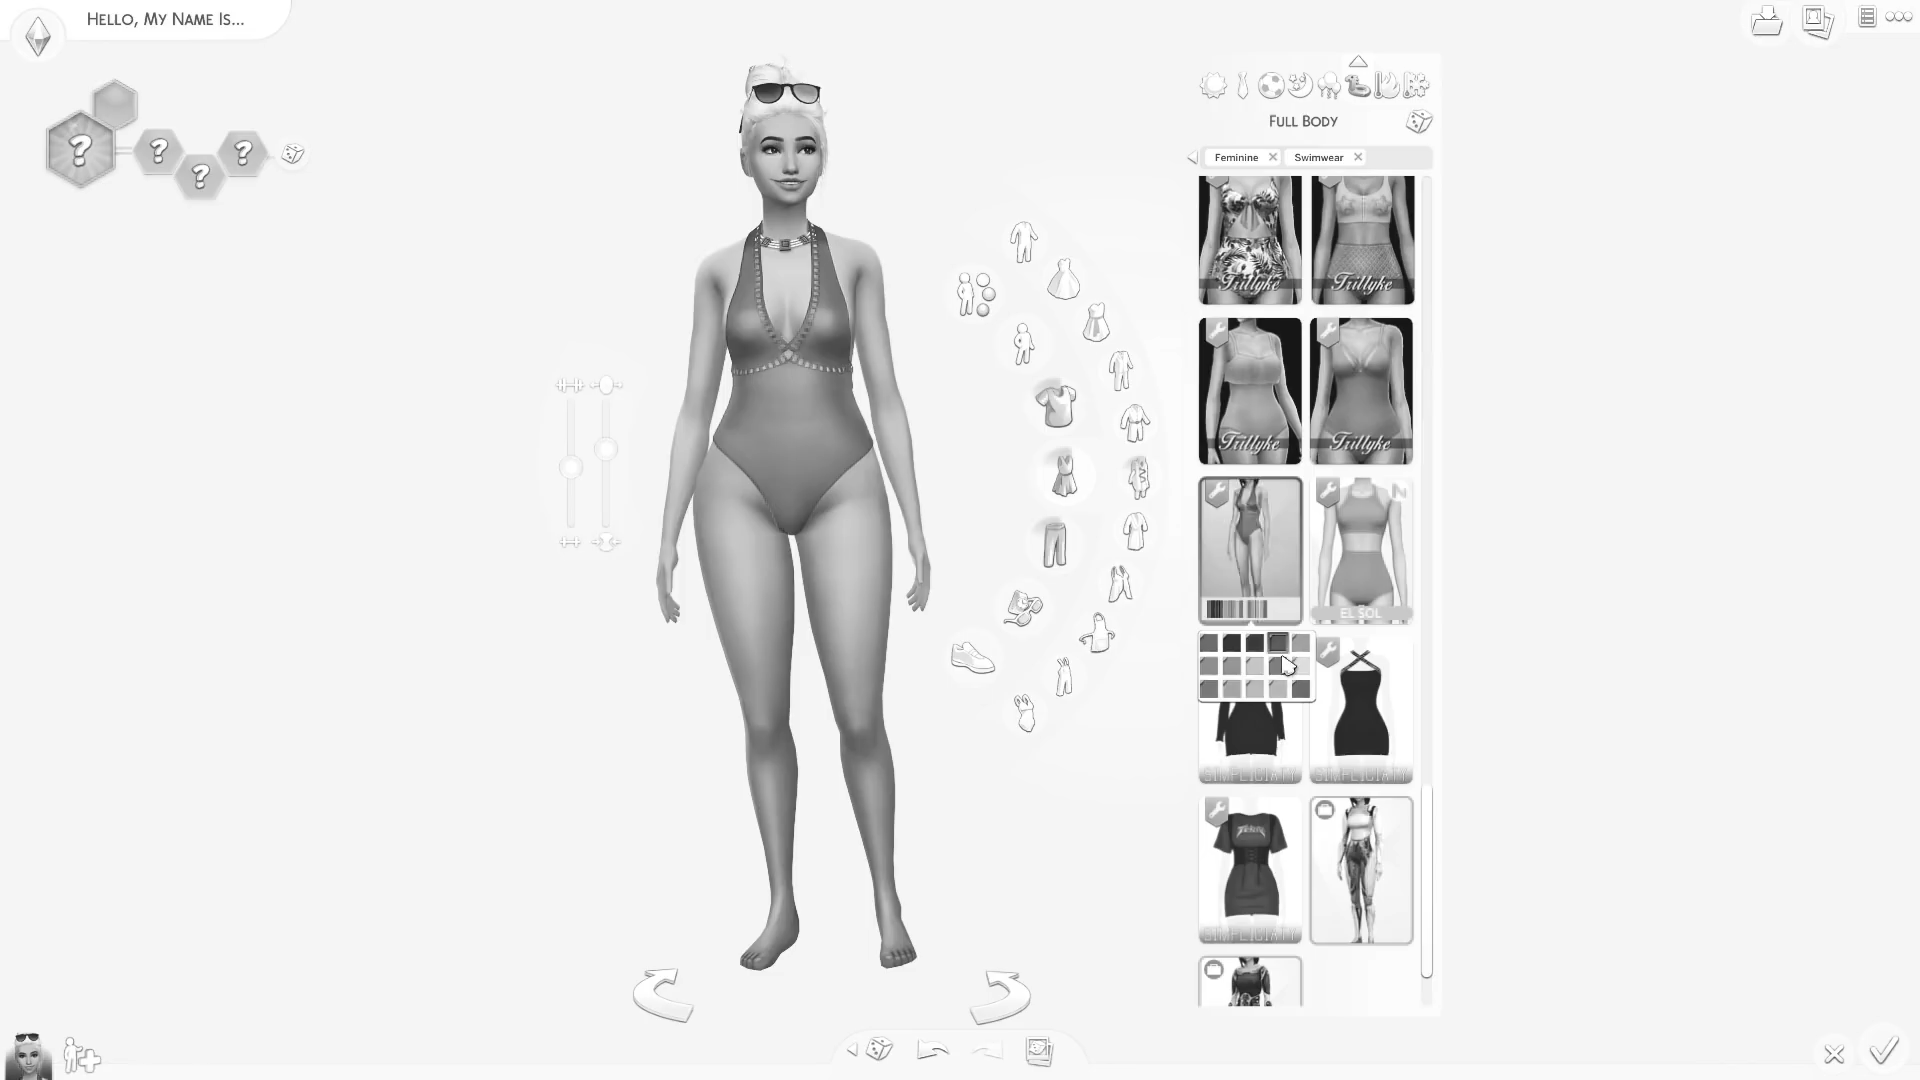 Hello, My Name Is...
Full Body
Feminine
Swimwear
Trillyke
Trillyke
Trillyke
Trillyke
N
EL SOL
SIMPLICIATY
SIMPLICIATY
SIMPLICIATY